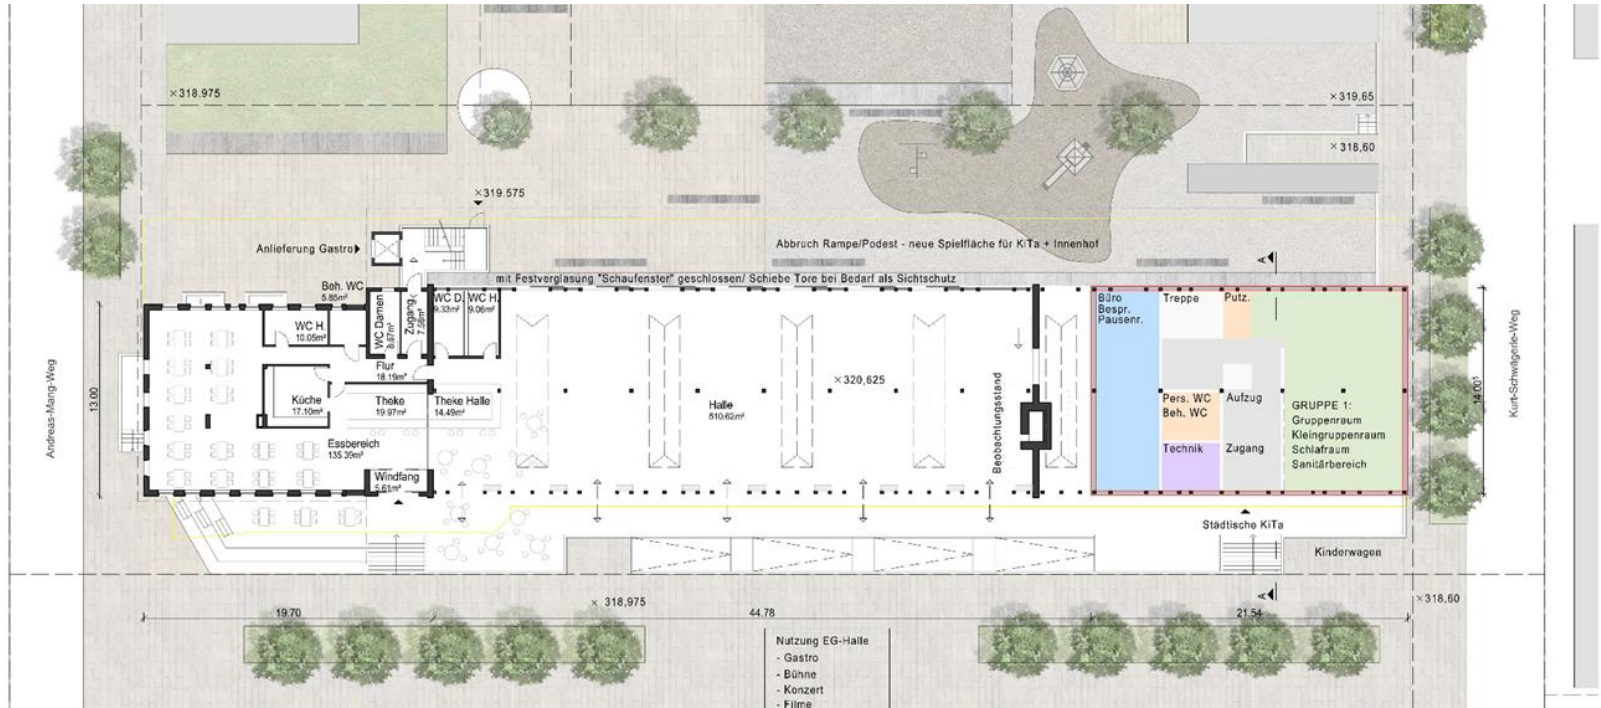 ×318.975
×319,65
×318,60
×319.575
Anlieferung Gastro
Abbruch Rampe/Podest - neue Spielfläche für KiTa + Innenhof
A
mit Festverglasung "Schaufenster" geschlossen/ Schiebe Tore bei Bedarf als Sichtschutz
Beh. WC
5.85m²
WC H.
10.05m²
WC Damen
8.87m²
Zugang
7.58m²
WC D.
9.33m²
WC H.
9.06m²
Flur
18.19m²
Küche
17.10m²
Theke
19.97m²
Theke Halle
14.49m²
Essbereich
135.39m²
Windfang
5.61m²
Halle
510.62m²
×320,625
Beobachtungsstand
Büro
Bespr.
Pausenr.
Treppe
Putz.
Pers. WC
Beh. WC
Aufzug
Technik
Zugang
GRUPPE 1:
Gruppenraum
Kleingruppenraum
Schlafraum
Sanitärbereich
Andreas-Mang-Weg
13.00
14.00¹
Kurt-Schwägerle-Weg
Städtische KiTa
Kinderwagen
A
× 318,975
×318,60
19.70
44.78
21.54
Nutzung EG-Halle
- Gastro
- Bühne
- Konzert
- Filme